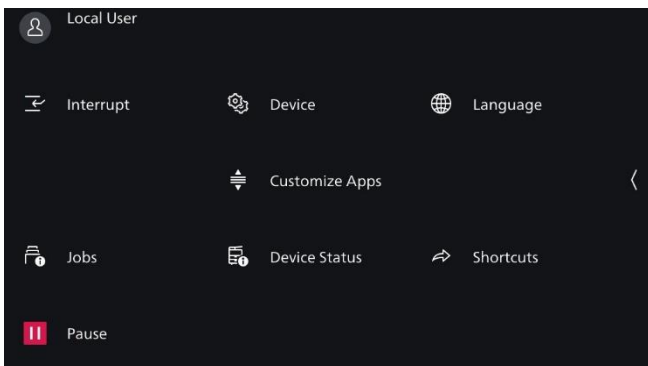 Local User
Interrupt
Device
Language
Customize Apps
Jobs
Device Status
Shortcuts
Pause